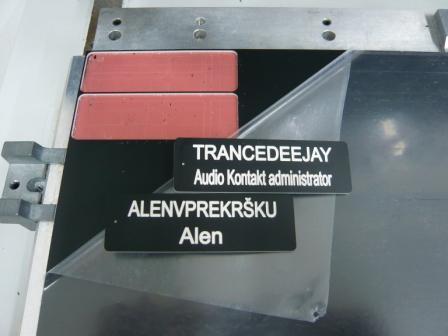 TRANCEDEEJAY
Audio Kontakt administrator
ALENVPREKRŠKU
Alen